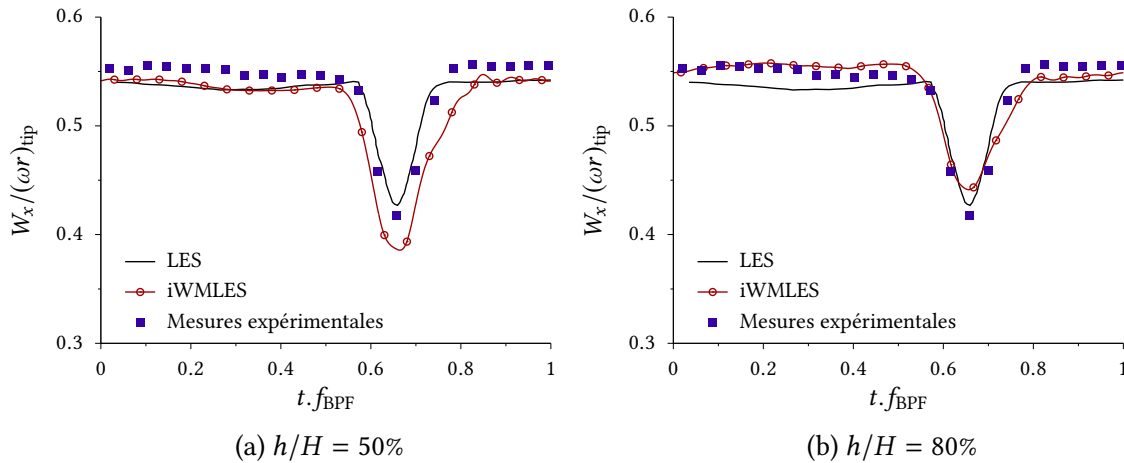 0.6
0.5
0.4
0.3
W_x/(ωr)_tip
LES
iWMLES
Mesures expérimentales
0 0.2 0.4 0.6 0.8 1
t.f_BPF
(a) h/H = 50%
0.6
0.5
0.4
0.3
W_x/(ωr)_tip
LES
iWMLES
Mesures expérimentales
0 0.2 0.4 0.6 0.8 1
t.f_BPF
(b) h/H = 80%